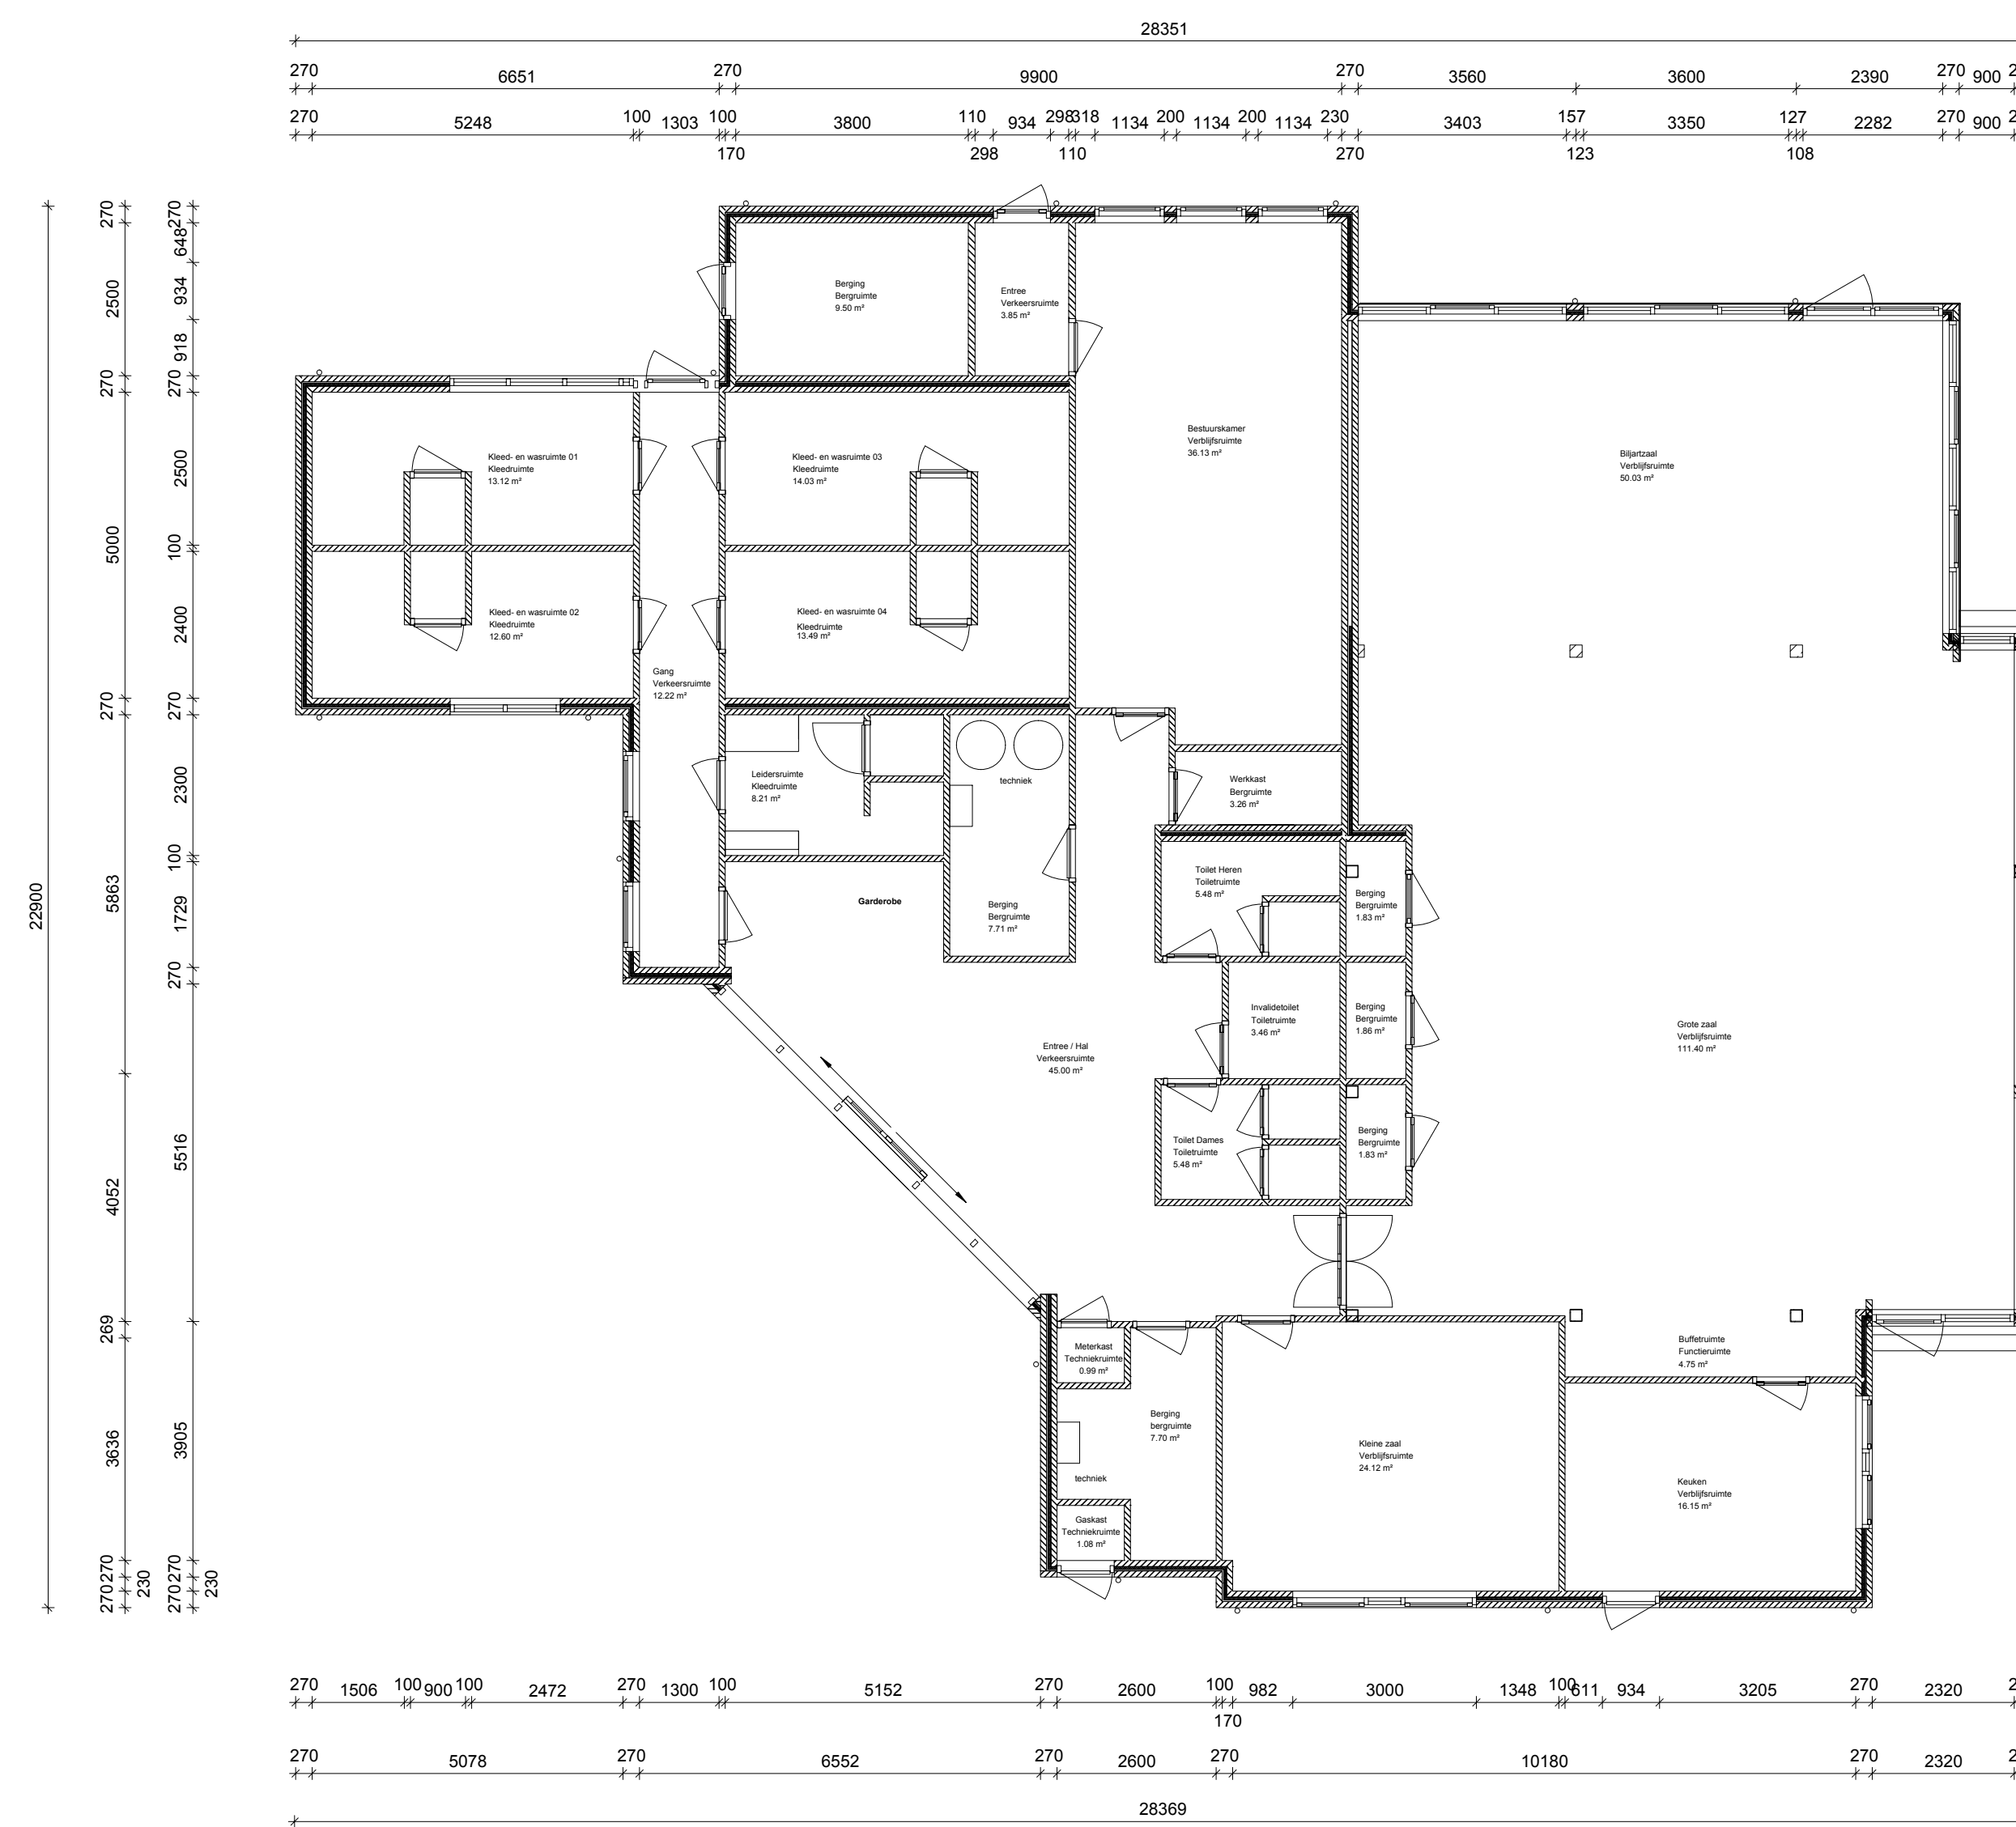 28351
270 6651 270 9900 270 3560 3600 2390 270 900
270 5248 100 1303 100 3800 110 934 298 318 1134 200 1134 200 1134 230 3403 157 3350 127 2282 270 900
170 298 110 270 123 108
22900
270
2500
270
5000
270
5863
4052
269
3636
270
270
230
270
648
934
918
270
2500
100
2400
270
2300
100
1729
270
5516
3905
270
270
230
Berging
Bergruimte
9.50 m²
Entree
Verkeersruimte
3.85 m²
Bestuurskamer
Verblijfsruimte
36.13 m²
Biljartzaal
Verblijfsruimte
50.03 m²
Kleed- en wasruimte 01
Kleedruimte
13.12 m²
Kleed- en wasruimte 03
Kleedruimte
14.03 m²
Kleed- en wasruimte 02
Kleedruimte
12.60 m²
Kleed- en wasruimte 04
Kleedruimte
13.49 m²
Gang
Verkeersruimte
12.22 m²
Leidersruimte
Kleedruimte
8.21 m²
techniek
Werkkast
Bergruimte
3.26 m²
Garderobe
Berging
Bergruimte
7.71 m²
Toilet Heren
Toiletruimte
5.48 m²
Berging
Bergruimte
1.83 m²
Invalidetoilet
Toiletruimte
3.46 m²
Berging
Bergruimte
1.86 m²
Grote zaal
Verblijfsruimte
111.40 m²
Entree / Hal
Verkeersruimte
45.00 m²
Toilet Dames
Toiletruimte
5.48 m²
Berging
Bergruimte
1.83 m²
Meterkast
Techniekruimte
0.99 m²
Buffetruimte
Functieruimte
4.75 m²
Berging
bergruimte
7.70 m²
Kleine zaal
Verblijfsruimte
24.12 m²
techniek
Keuken
Verblijfsruimte
16.15 m²
Gaskast
Techniekruimte
1.08 m²
270 1506 100 900 100 2472 270 1300 100 5152 270 2600 100 982 3000 1348 100 611 934 3205 270 2320
170
270 5078 270 6552 270 2600 270 10180 270 2320
28369